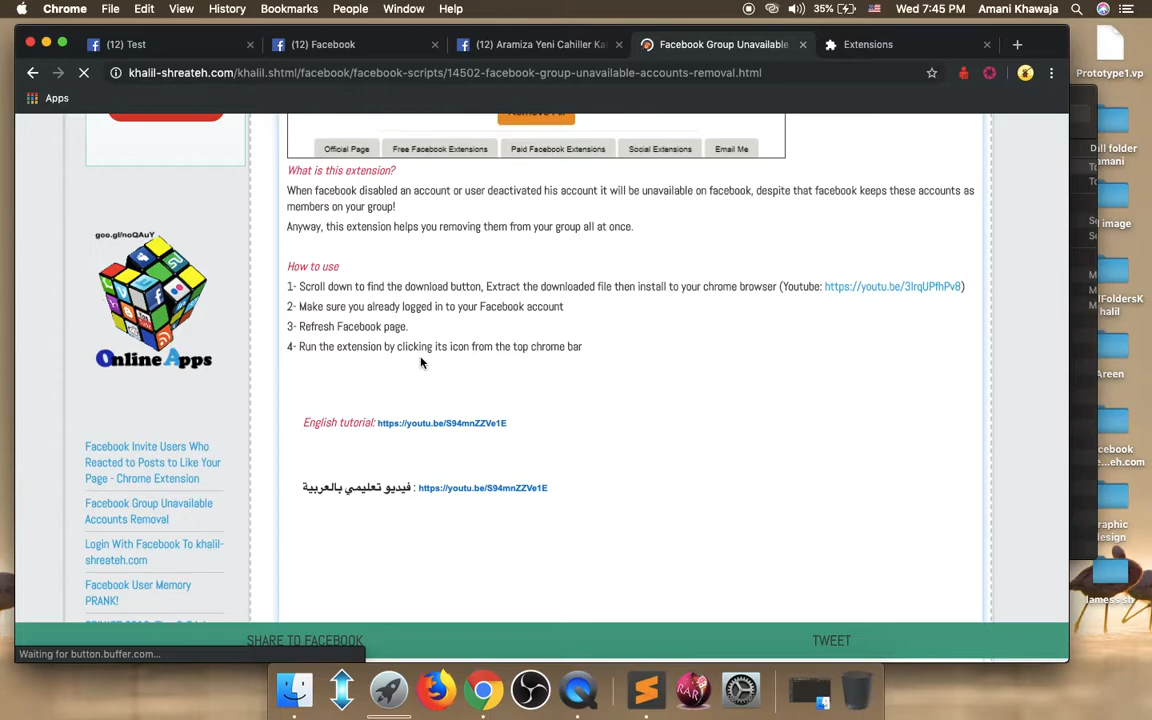 Chrome File Edit View History Bookmarks People Window Help
35% Wed 7:45 PM Amani Khawaja
(12) Test
(12) Facebook
(12) Aramiza Yeni Cahiller Ka
Facebook Group Unavailable
Extensions
khalil-shreateh.com/khalil.shtml/facebook/facebook-scripts/14502-facebook-group-unavailable-accounts-removal.html
Apps
Official Page
Free Facebook Extensions
Paid Facebook Extensions
Social Extensions
Email Me
What is this extension?
When facebook disabled an account or user deactivated his account it will be unavailable on facebook, despite that facebook keeps these accounts as
members on your group!
Anyway, this extension helps you removing them from your group all at once.
How to use
1- Scroll down to find the download button, Extract the downloaded file then install to your chrome browser (Youtube: https://youtu.be/3lrqUPfhPv8)
2- Make sure you already logged in to your Facebook account
3- Refresh Facebook page.
4- Run the extension by clicking its icon from the top chrome bar
English tutorial: https://youtu.be/S94mnZZVe1E
فيديو تعليمي بالعربية : https://youtu.be/S94mnZZVe1E
goo.gl/noQAuY
Online Apps
Facebook Invite Users Who
Reacted to Posts to Like Your
Page - Chrome Extension
Facebook Group Unavailable
Accounts Removal
Login With Facebook To khalil-
shreateh.com
Facebook User Memory
PRANK!
SHARE TO FACEBOOK
TWEET
Waiting for button.buffer.com...
Prototype1.vp
amani
image
Areen
...eh.com
design
RAR